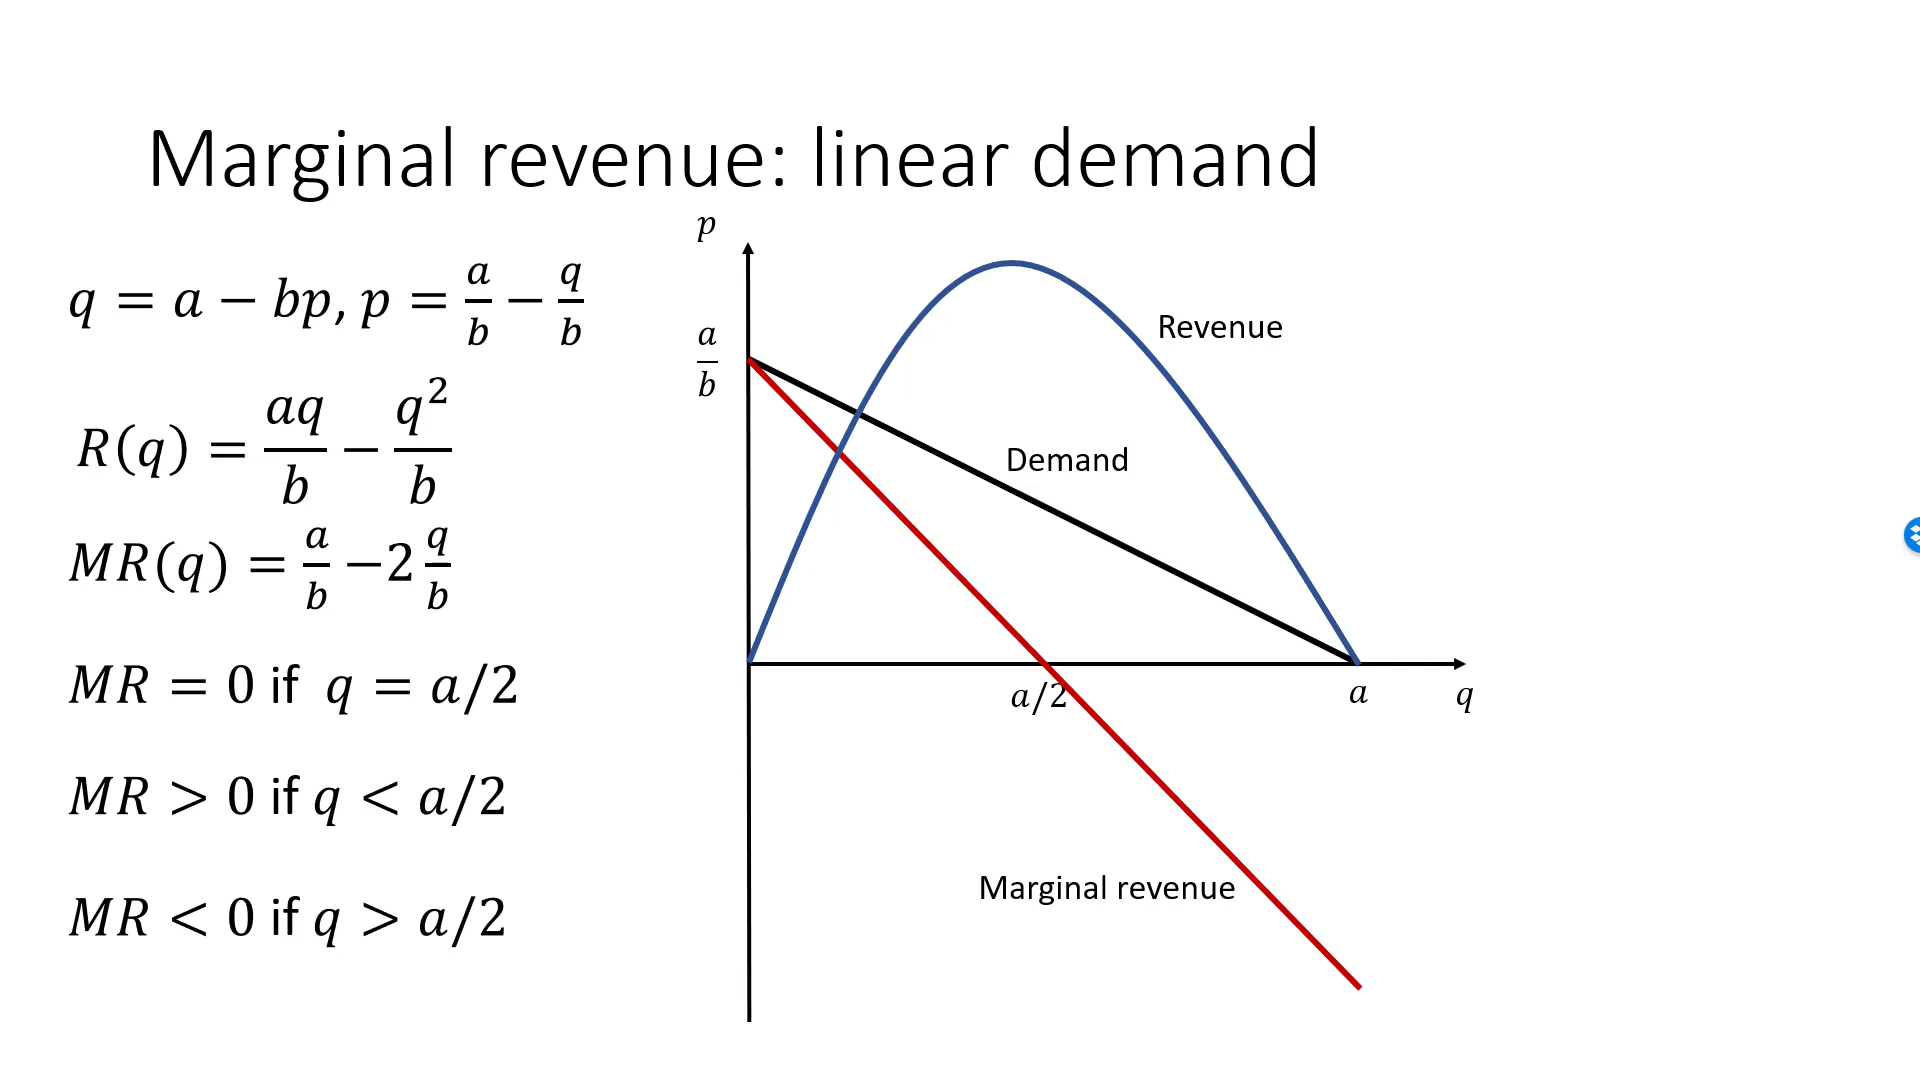 Marginal revenue: linear demand
q = a − bp, p = a/b − q/b
R(q) = aq/b − q²/b
MR(q) = a/b −2 q/b
MR = 0 if q = a/2
MR > 0 if q < a/2
MR < 0 if q > a/2
p
a/b
Revenue
Demand
a/2
a
q
Marginal revenue